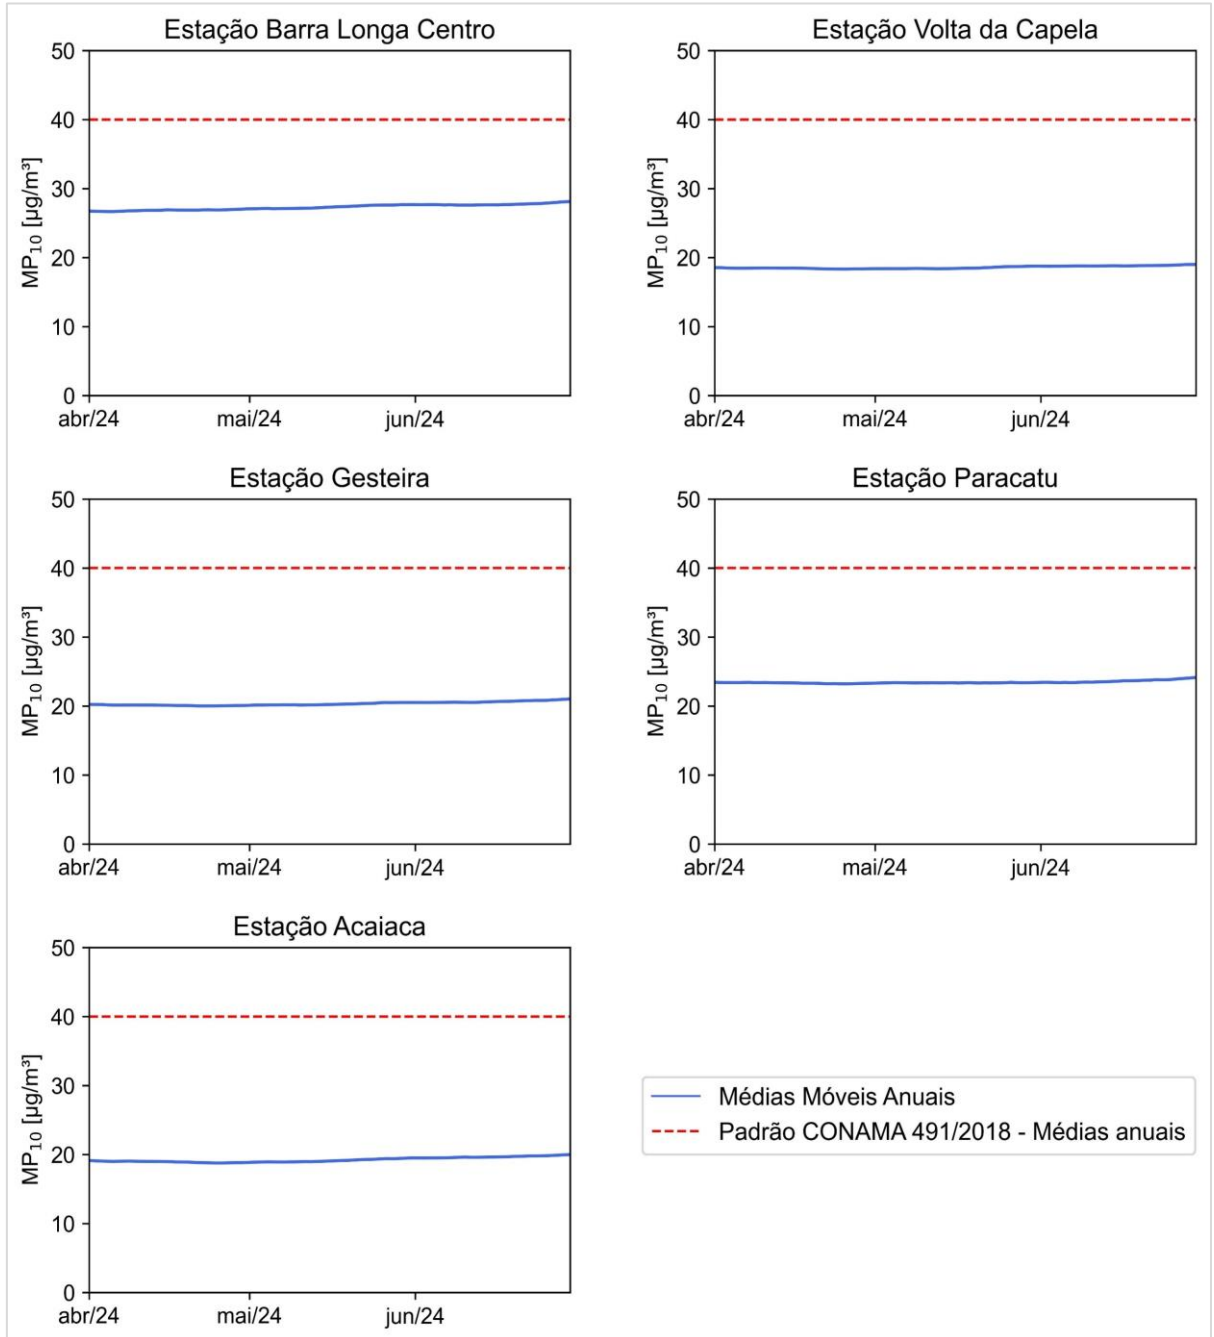 Estação Barra Longa Centro
50
40
30
20
10
0
MP₁₀ [µg/m³]
abr/24 mai/24 jun/24
Estação Volta da Capela
50
40
30
20
10
0
MP₁₀ [µg/m³]
abr/24 mai/24 jun/24
Estação Gesteira
50
40
30
20
10
0
MP₁₀ [µg/m³]
abr/24 mai/24 jun/24
Estação Paracatu
50
40
30
20
10
0
MP₁₀ [µg/m³]
abr/24 mai/24 jun/24
Estação Acaiaca
50
40
30
20
10
0
MP₁₀ [µg/m³]
abr/24 mai/24 jun/24
Médias Móveis Anuais
Padrão CONAMA 491/2018 - Médias anuais